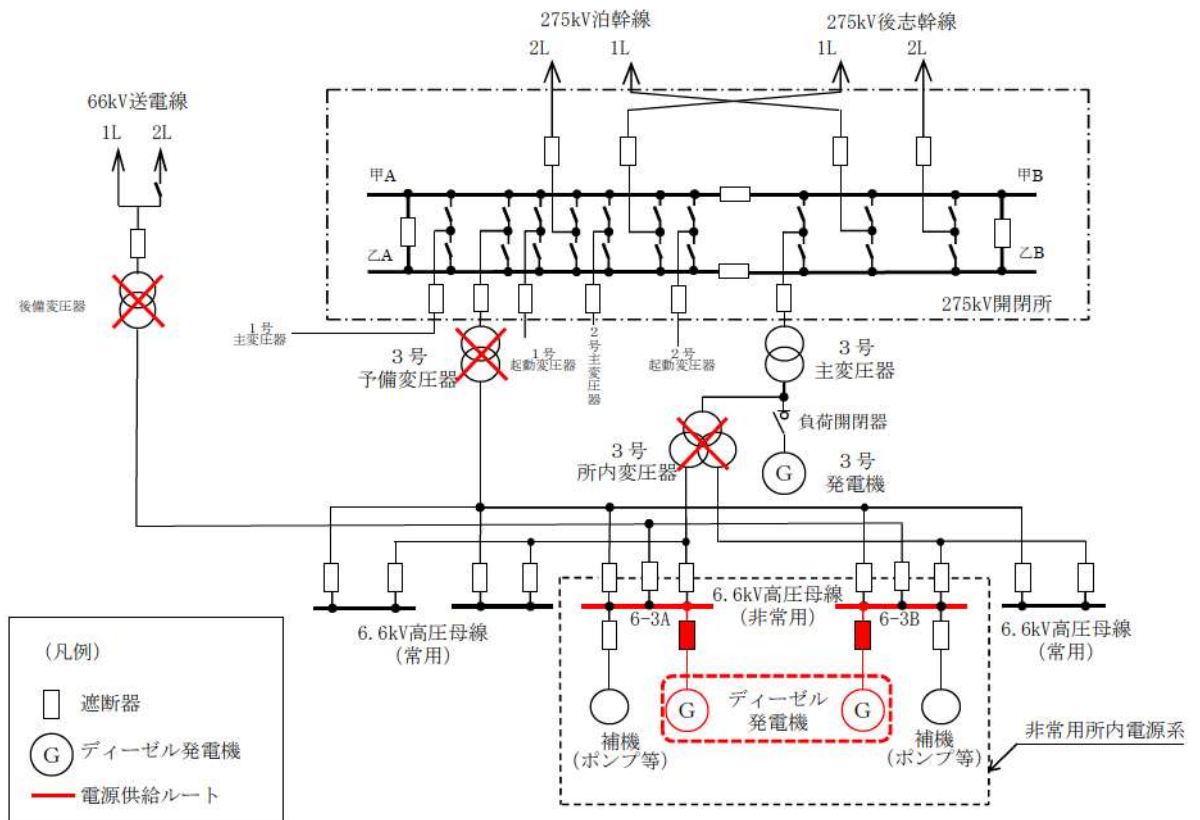 275kV泊幹線
275kV後志幹線
2L
1L
1L
2L
66kV送電線
1L
2L
甲A
甲B
乙A
乙B
275kV開閉所
後備変圧器
1号
主変圧器
3号
予備変圧器
1号
起動変圧器
2号主変圧器
2号
起動変圧器
3号
主変圧器
負荷開閉器
3号
所内変圧器
G
3号
発電機
6.6kV高圧母線
(常用)
6-3A
6.6kV高圧母線
(非常用)
6-3B
6.6kV高圧母線
(常用)
G
ディーゼル
発電機
G
補機
(ポンプ等)
補機
(ポンプ等)
非常用所内電源系
(凡例)
遮断器
G
ディーゼル発電機
電源供給ルート